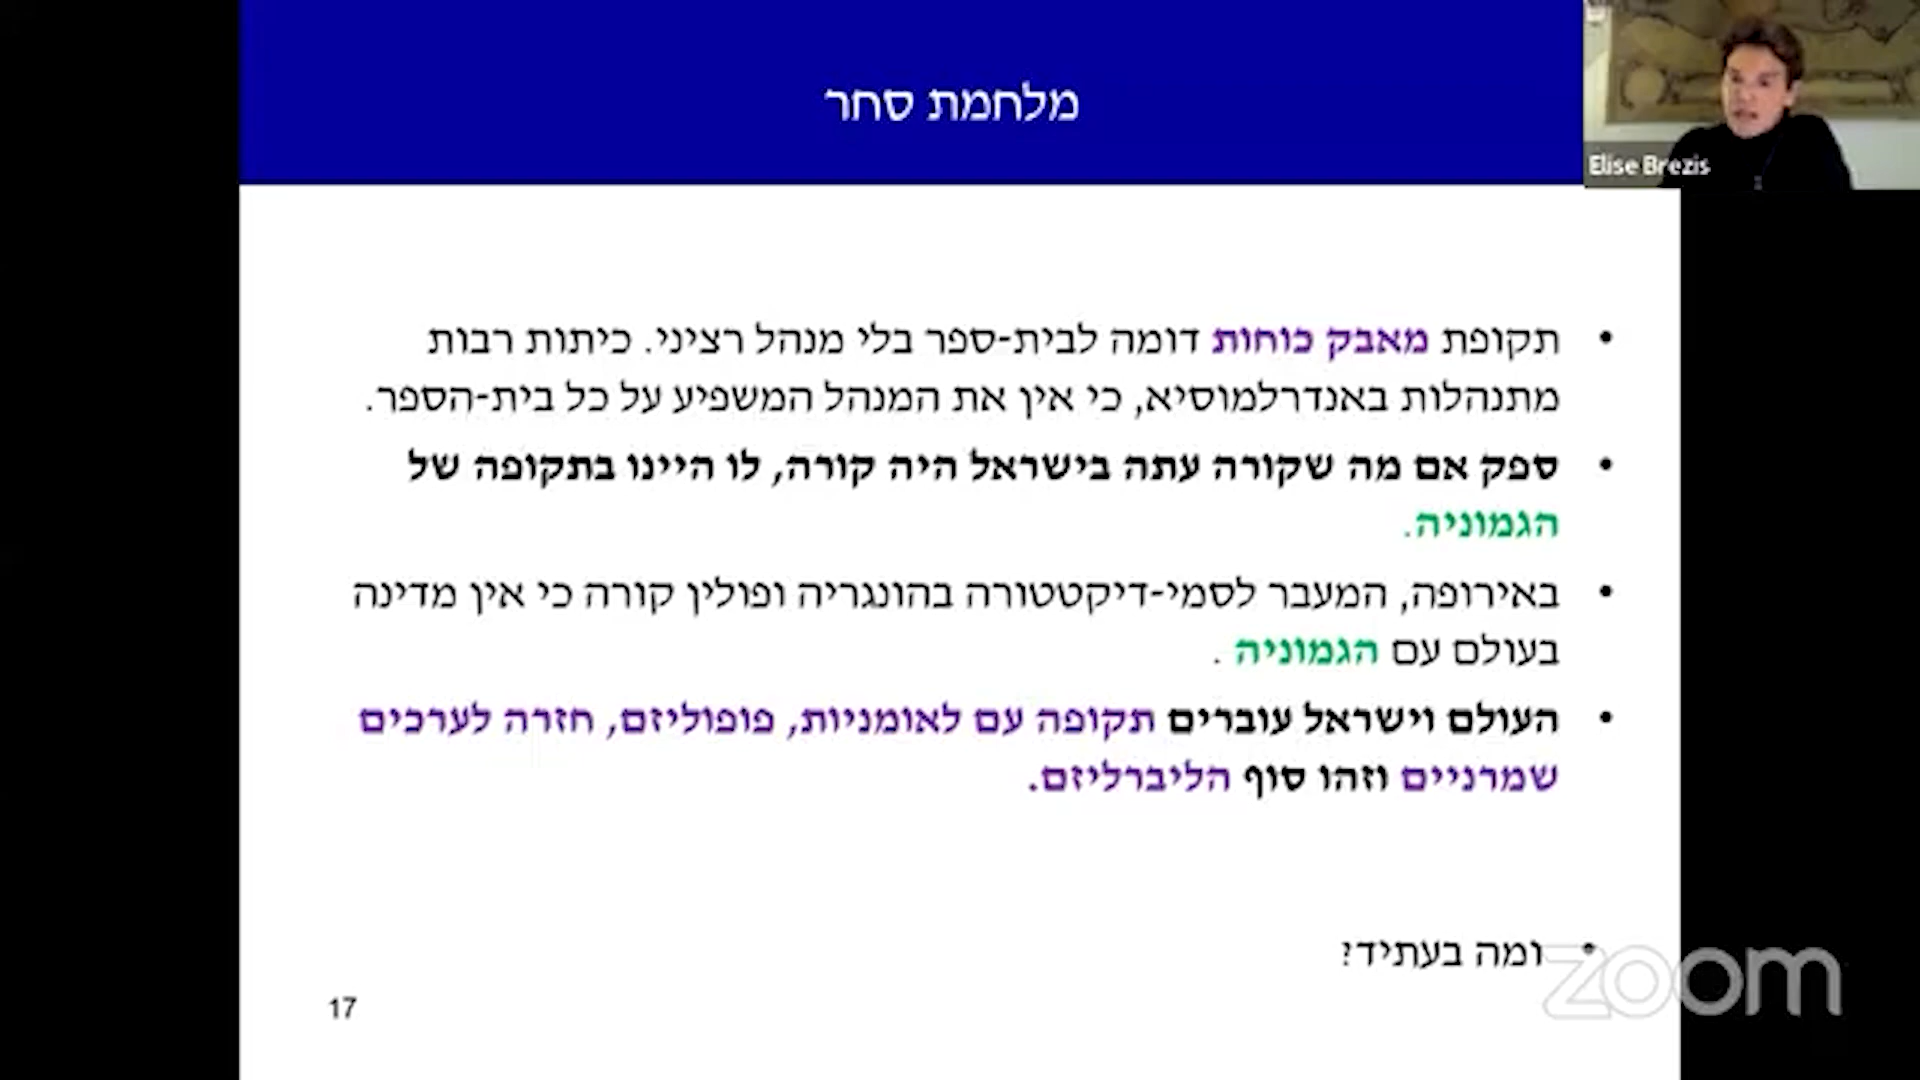 מלחמת סחר
Elise Brezis
• תקופת מאבק כוחות דומה לבית-ספר בלי מנהל רציני. כיתות רבות
מתנהלות באנדרלמוסיא, כי אין את המנהל המשפיע על כל בית-הספר.
• ספק אם מה שקורה עתה בישראל היה קורה, לו היינו בתקופה של
הגמוניה.
• באירופה, המעבר לסמי-דיקטטורה בהונגריה ופולין קורה כי אין מדינה
בעולם עם הגמוניה .
• העולם וישראל עוברים תקופה עם לאומניות, פופוליזם, חזרה לערכים
שמרניים וזהו סוף הליברליזם.
• ומה בעתיד?
zoom
17